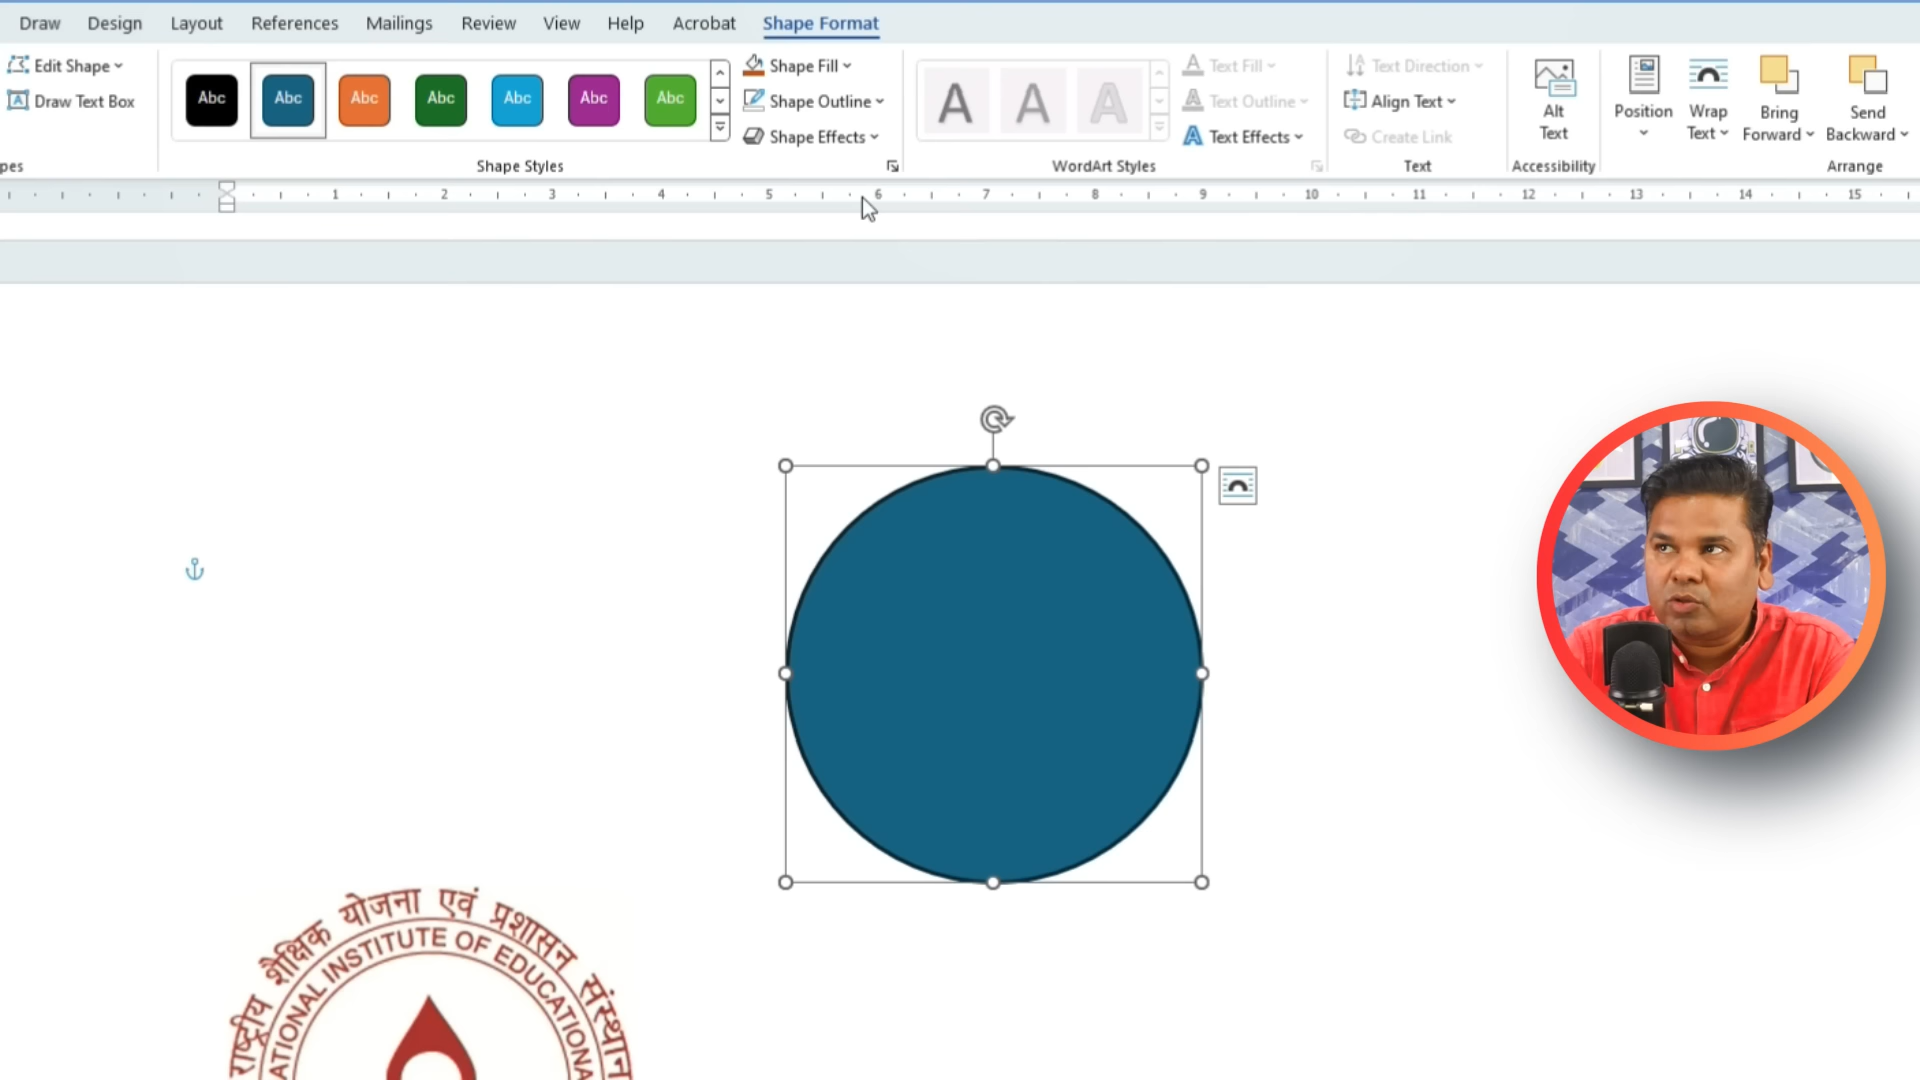 Draw Design Layout References Mailings Review View Help Acrobat Shape Format
Edit Shape
Draw Text Box
pes
Abc Abc Abc Abc Abc Abc Abc
Shape Fill
Shape Outline
Shape Effects
Shape Styles
A A A
Text Fill
Text Outline
Text Effects
WordArt Styles
Text Direction
Align Text
Create Link
Text
Alt
Text
Accessibility
Position
Wrap
Text
Bring
Forward
Send
Backward
Arrange
1 2 3 4 5 6 7 8 9 10 11 12 13 14 15
राष्ट्रीय शैक्षिक योजना एवं प्रशासन संस्थान
ATIONAL INSTITUTE OF EDUCATIONA